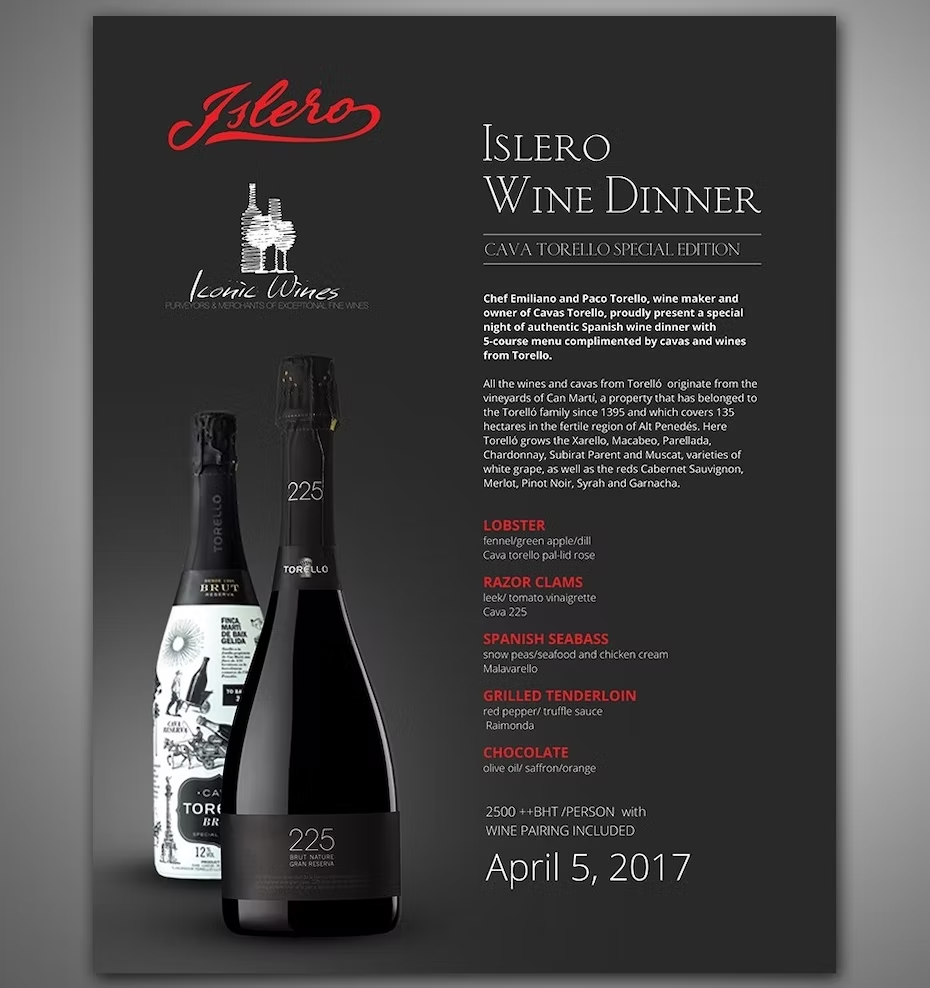 Islero
Iconic Wines
PURVEYORS & MERCHANTS OF EXCEPTIONAL FINE WINES
ISLERO
WINE DINNER
CAVA TORELLO SPECIAL EDITION
Chef Emiliano and Paco Torello, wine maker and
owner of Cavas Torello, proudly present a special
night of authentic Spanish wine dinner with
5-course menu complimented by cavas and wines
from Torello.
All the wines and cavas from Torelló originate from the
vineyards of Can Martí, a property that has belonged to
the Torelló family since 1395 and which covers 135
hectares in the fertile region of Alt Penedés. Here
Torelló grows the Xarello, Macabeo, Parellada,
Chardonnay, Subirat Parent and Muscat, varieties of
white grape, as well as the reds Cabernet Sauvignon,
Merlot, Pinot Noir, Syrah and Garnacha.
LOBSTER
fennel/green apple/dill
Cava torello pal·lid rose
RAZOR CLAMS
leek/ tomato vinaigrette
Cava 225
SPANISH SEABASS
snow peas/seafood and chicken cream
Malavarello
GRILLED TENDERLOIN
red pepper/ truffle sauce
Raimonda
CHOCOLATE
olive oil/ saffron/orange
2500 ++BHT /PERSON with
WINE PAIRING INCLUDED
April 5, 2017
TORELLO
BRUT
RESERVA
FINCA
MARTÍ
DE BAIX
GELIDA
CAVA
RESERVA
12% VOL
225
TORELLO
225
BRUT NATURE
GRAN RESERVA